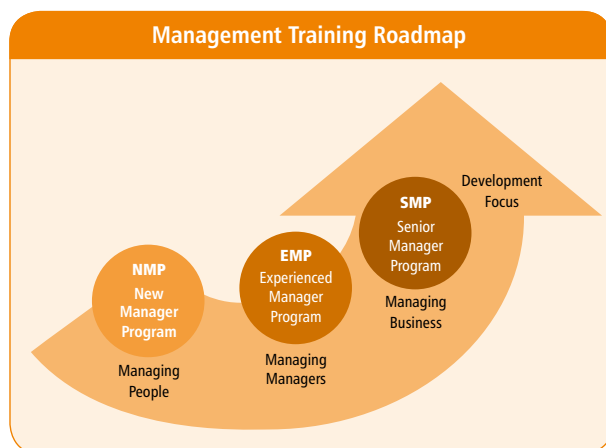 Management Training Roadmap
Development
Focus
SMP
Senior
Manager
Program
Managing
Business
EMP
Experienced
Manager
Program
Managing
Managers
NMP
New
Manager
Program
Managing
People